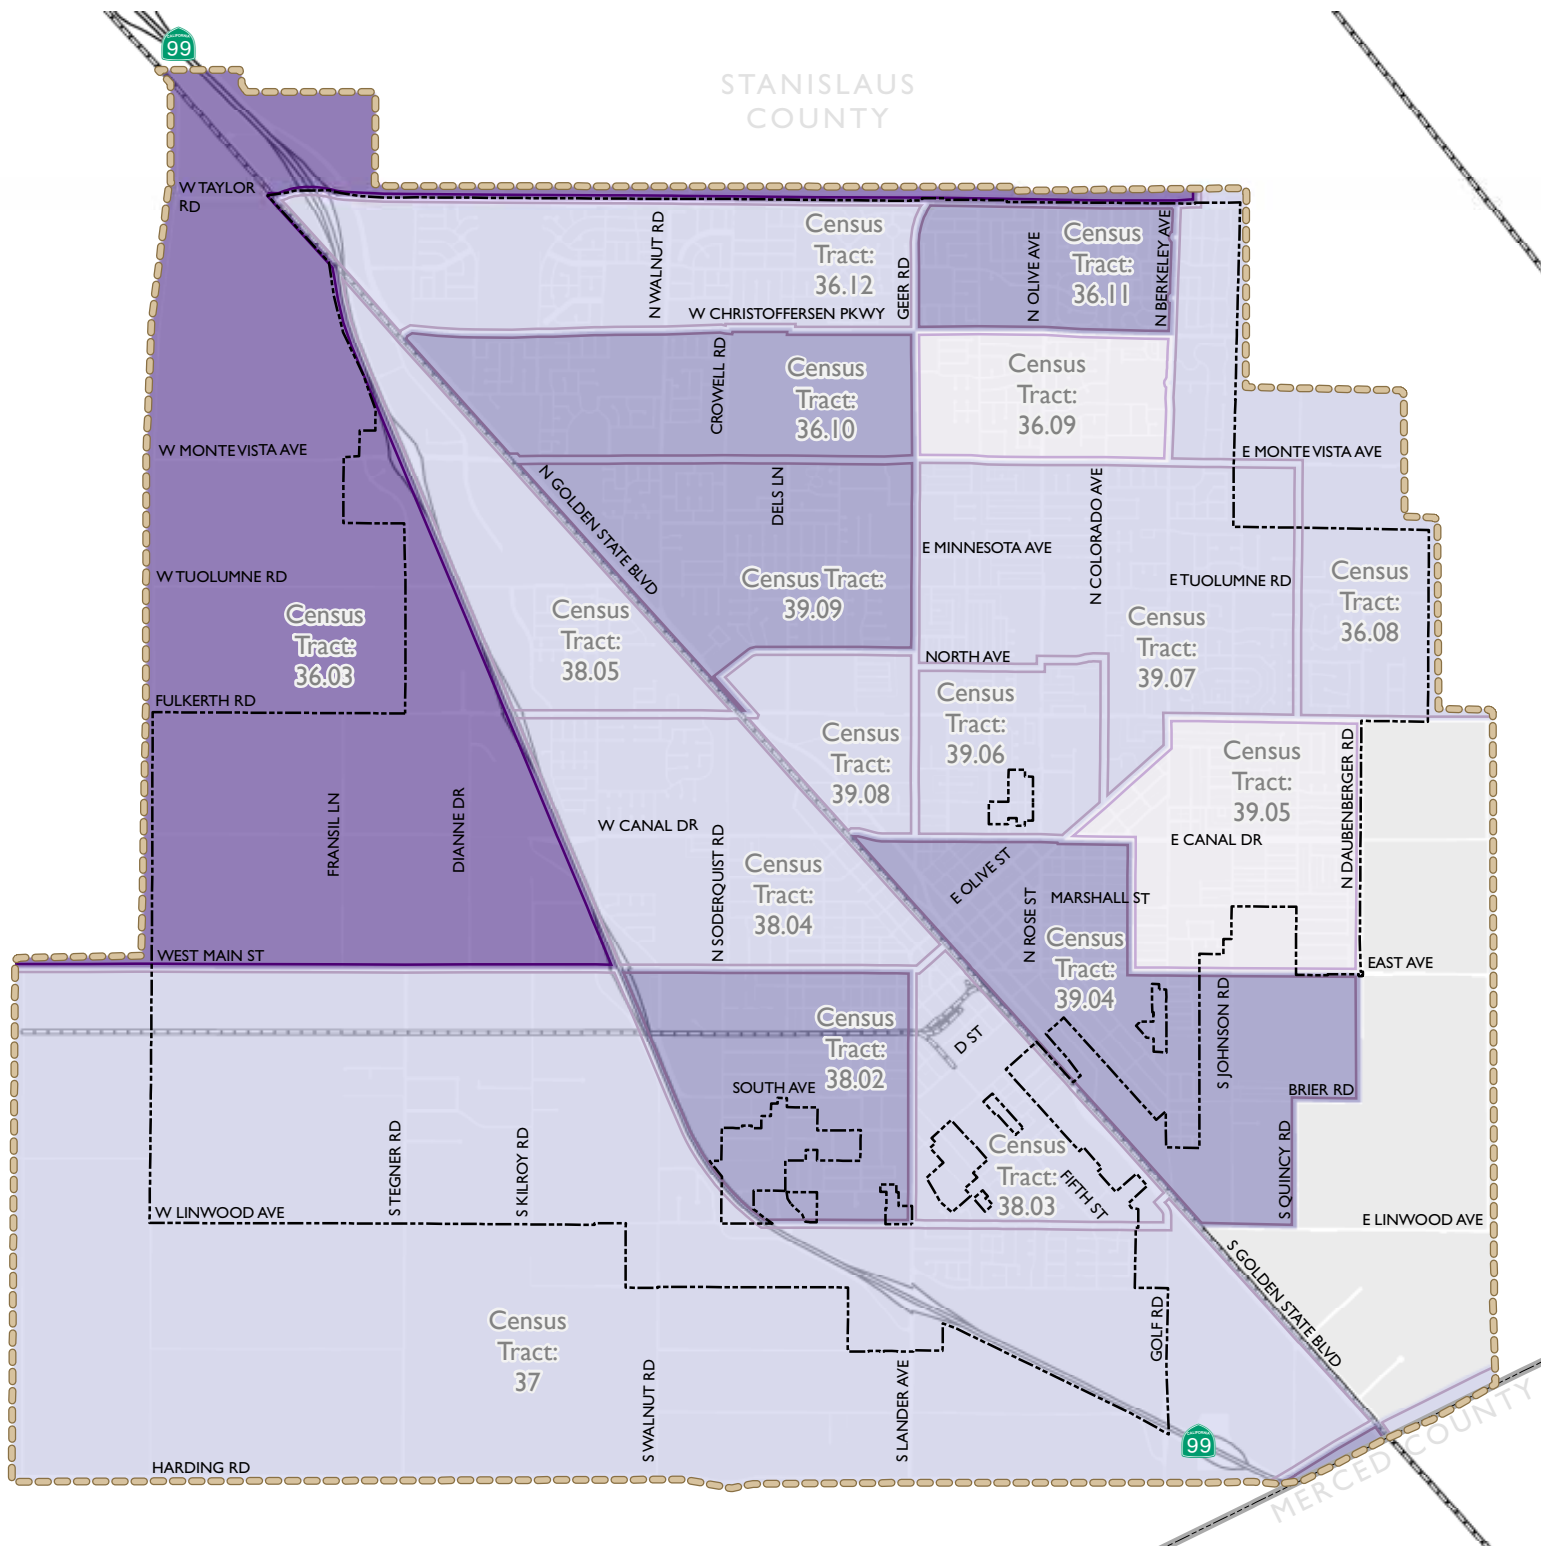 CALIFORNIA
99
STANISLAUS
COUNTY
W TAYLOR
RD
N WALNUT RD
Census
Tract:
36.12
GEER RD
N OLIVE AVE
Census
Tract:
36.11
N BERKELEY AVE
W CHRISTOFFERSEN PKWY
CROWELL RD
Census
Tract:
36.10
Census
Tract:
36.09
W MONTE VISTA AVE
E MONTE VISTA AVE
N GOLDEN STATE BLVD
DELS LN
N COLORADO AVE
E MINNESOTA AVE
W TUOLUMNE RD
Census Tract:
39.09
E TUOLUMNE RD
Census
Tract:
36.08
Census
Tract:
36.03
Census
Tract:
38.05
Census
Tract:
39.07
NORTH AVE
FULKERTH RD
Census
Tract:
39.06
Census
Tract:
39.08
Census
Tract:
39.05
N DAUBENBERGER RD
FRANSIL LN
DIANNE DR
W CANAL DR
N SODERQUIST RD
Census
Tract:
38.04
E CANAL DR
E OLIVE ST
N ROSE ST
MARSHALL ST
Census
Tract:
39.04
WEST MAIN ST
EAST AVE
Census
Tract:
38.02
D ST
S JOHNSON RD
SOUTH AVE
BRIER RD
S TEGNER RD
S KILROY RD
Census
Tract:
38.03
FIFTH ST
S QUINCY RD
W LINWOOD AVE
E LINWOOD AVE
S GOLDEN STATE BLVD
Census
Tract:
37
S WALNUT RD
S LANDER AVE
GOLF RD
CALIFORNIA
99
HARDING RD
MERCED COUNTY